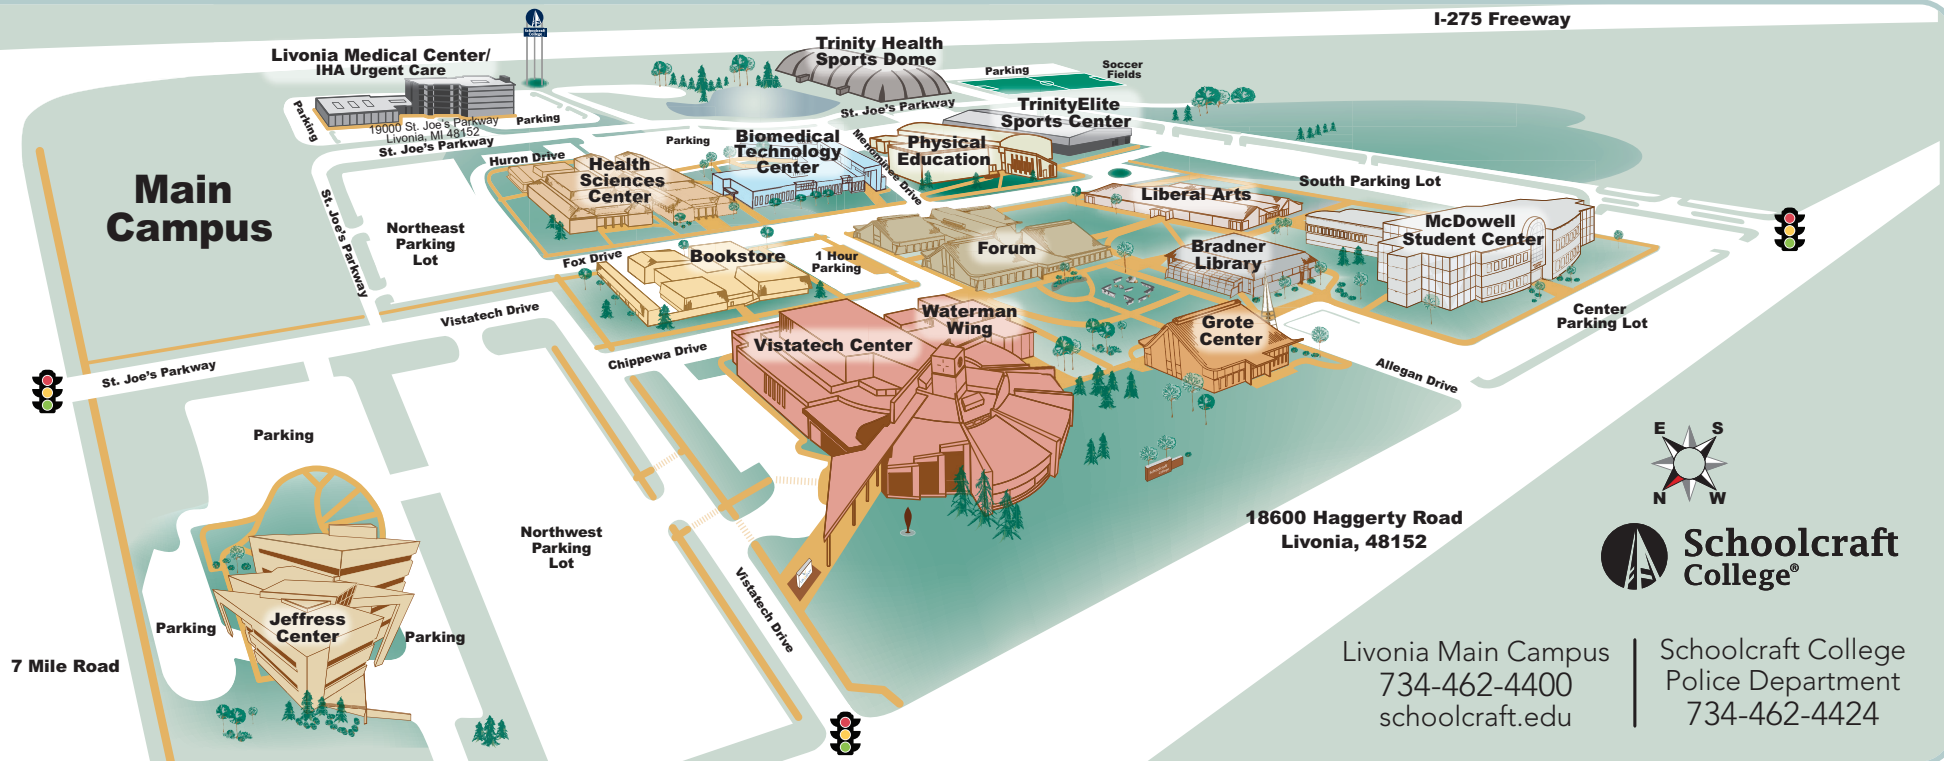 I-275 Freeway
Schoolcraft
College
Livonia Medical Center/
IHA Urgent Care
Trinity Health
Sports Dome
Parking
Soccer
Fields
Parking
19000 St. Joe's Parkway
Livonia, MI 48152
Parking
St. Joe's Parkway
St. Joe's Parkway
TrinityElite
Sports Center
Parking
Biomedical
Technology
Center
Menominee Drive
Physical
Education
Huron Drive
Health
Sciences
Center
Main
Campus
St. Joe's Parkway
Northeast
Parking
Lot
Liberal Arts
South Parking Lot
McDowell
Student Center
Fox Drive
Bookstore
1 Hour
Parking
Forum
Bradner
Library
Vistatech Drive
Waterman
Wing
Vistatech Center
Grote
Center
Center
Parking Lot
Chippewa Drive
Allegan Drive
St. Joe's Parkway
Parking
E S
N W
Northwest
Parking
Lot
18600 Haggerty Road
Livonia, 48152
Schoolcraft
College®
Vistatech Drive
Jeffress
Center
Parking
Parking
7 Mile Road
Livonia Main Campus
734-462-4400
schoolcraft.edu
Schoolcraft College
Police Department
734-462-4424